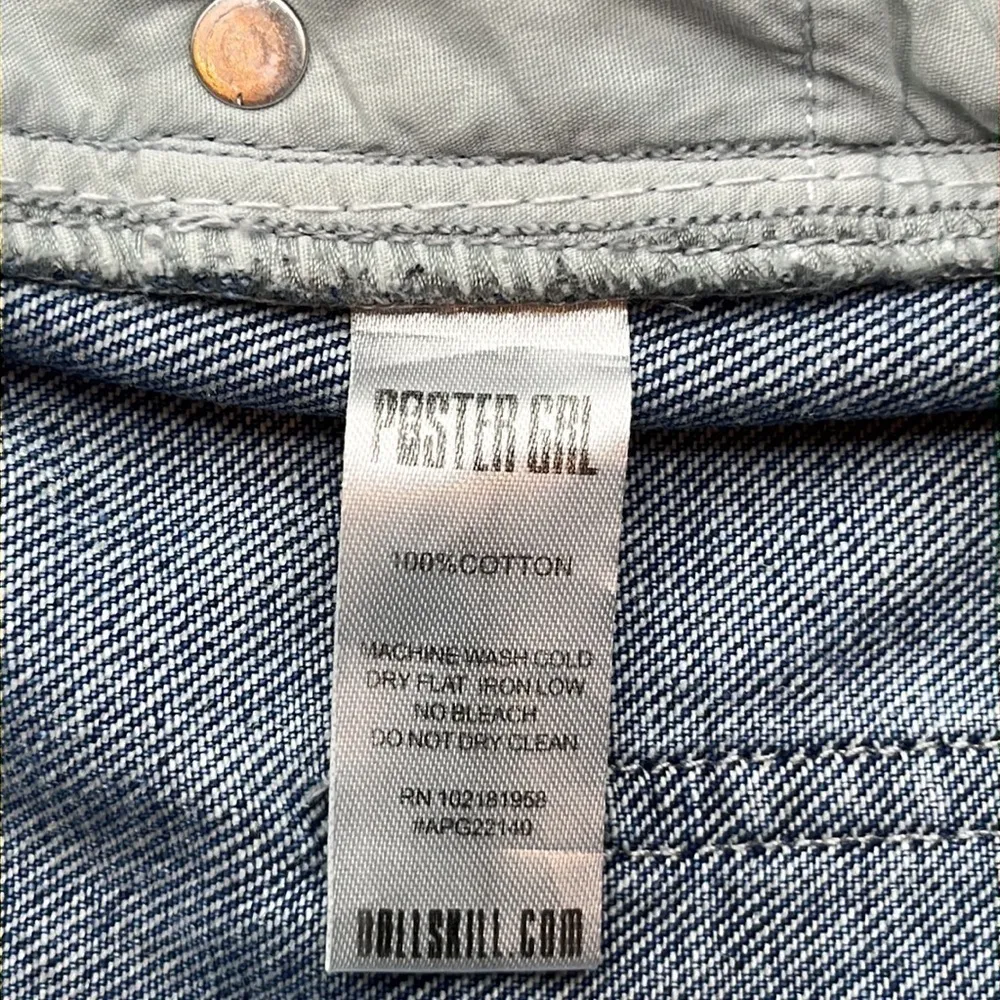 POSTER GRL
100%COTTON
MACHINE WASH COLD
DRY FLAT IRON LOW
NO BLEACH
DO NOT DRY CLEAN
RN 102181958
#APG22140
DOLLSKILL.COM